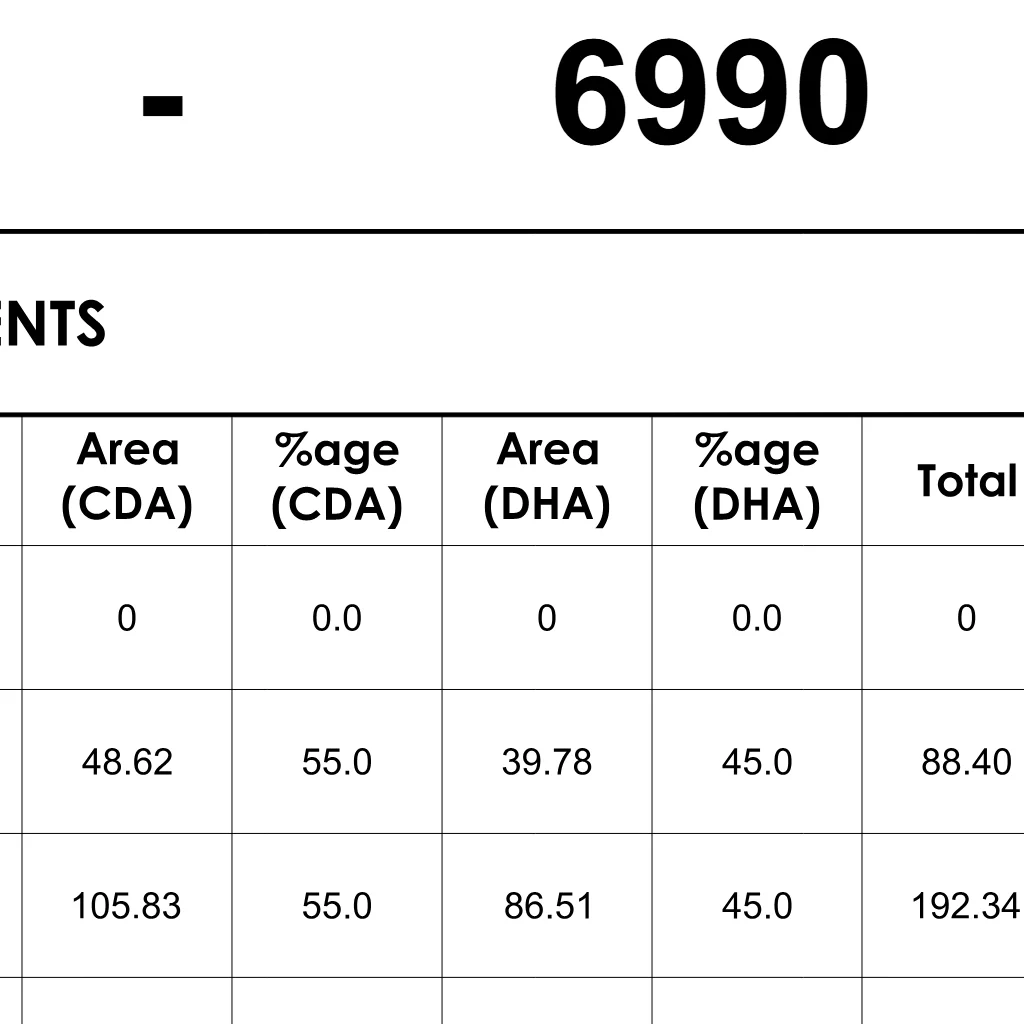 - 6990
ENTS
Area (CDA) %age (CDA) Area (DHA) %age (DHA) Total
0 0.0 0 0.0 0
48.62 55.0 39.78 45.0 88.40
105.83 55.0 86.51 45.0 192.34